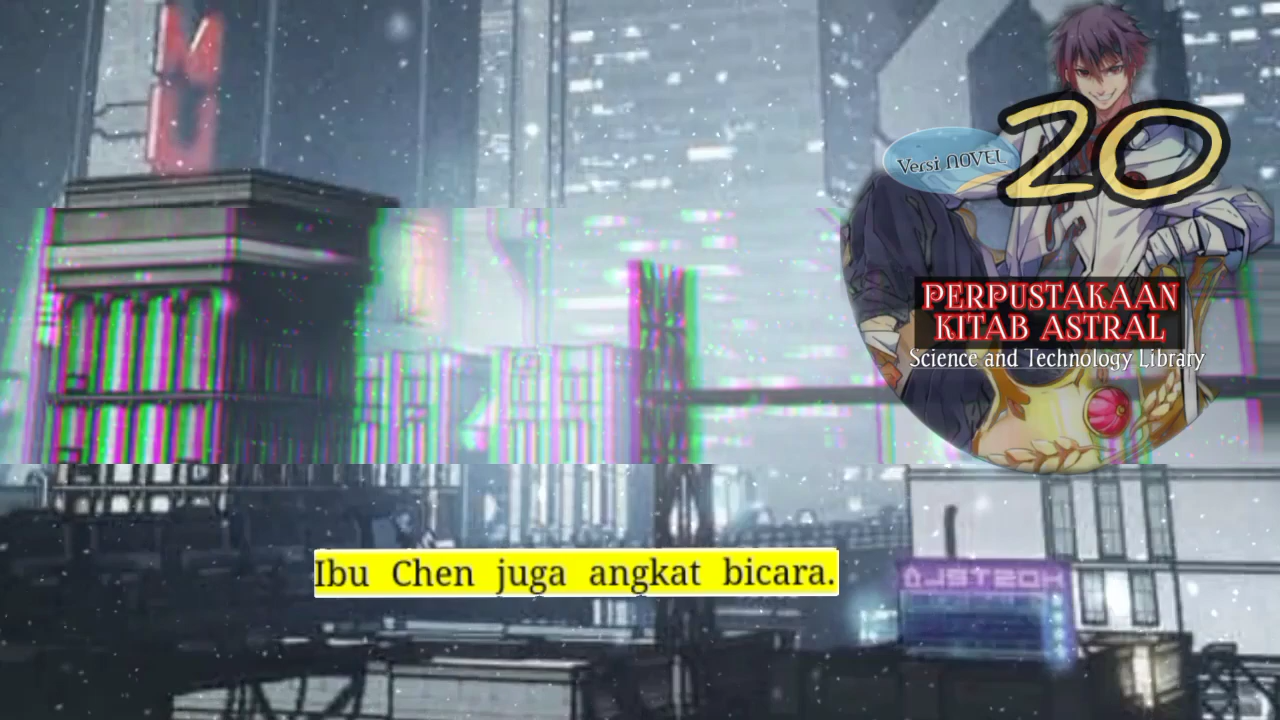 Versi NOVEL
20
PERPUSTAKAAN
KITAB ASTRAL
Science and Technology Library
Ibu Chen juga angkat bicara.